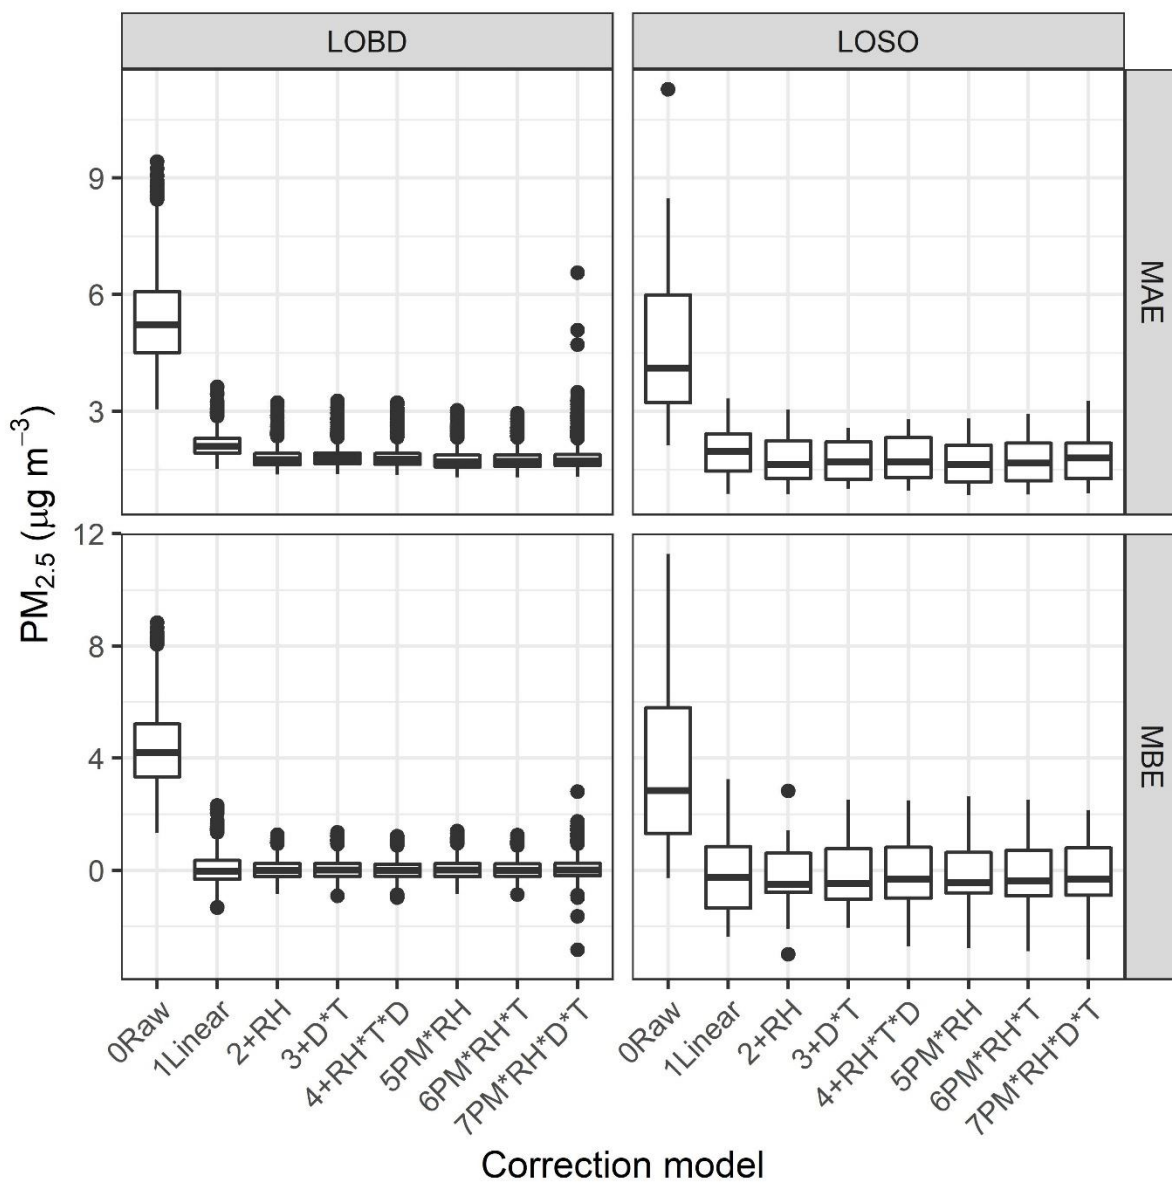 LOBD LOSO
9
6
3
MAE
PM2.5 (μg m−3)
12
8
4
0
MBE
0Raw 1Linear 2+RH 3+D*T 4+RH*T*D 5PM*RH 6PM*RH*T 7PM*RH*D*T 0Raw 1Linear 2+RH 3+D*T 4+RH*T*D 5PM*RH 6PM*RH*T 7PM*RH*D*T
Correction model